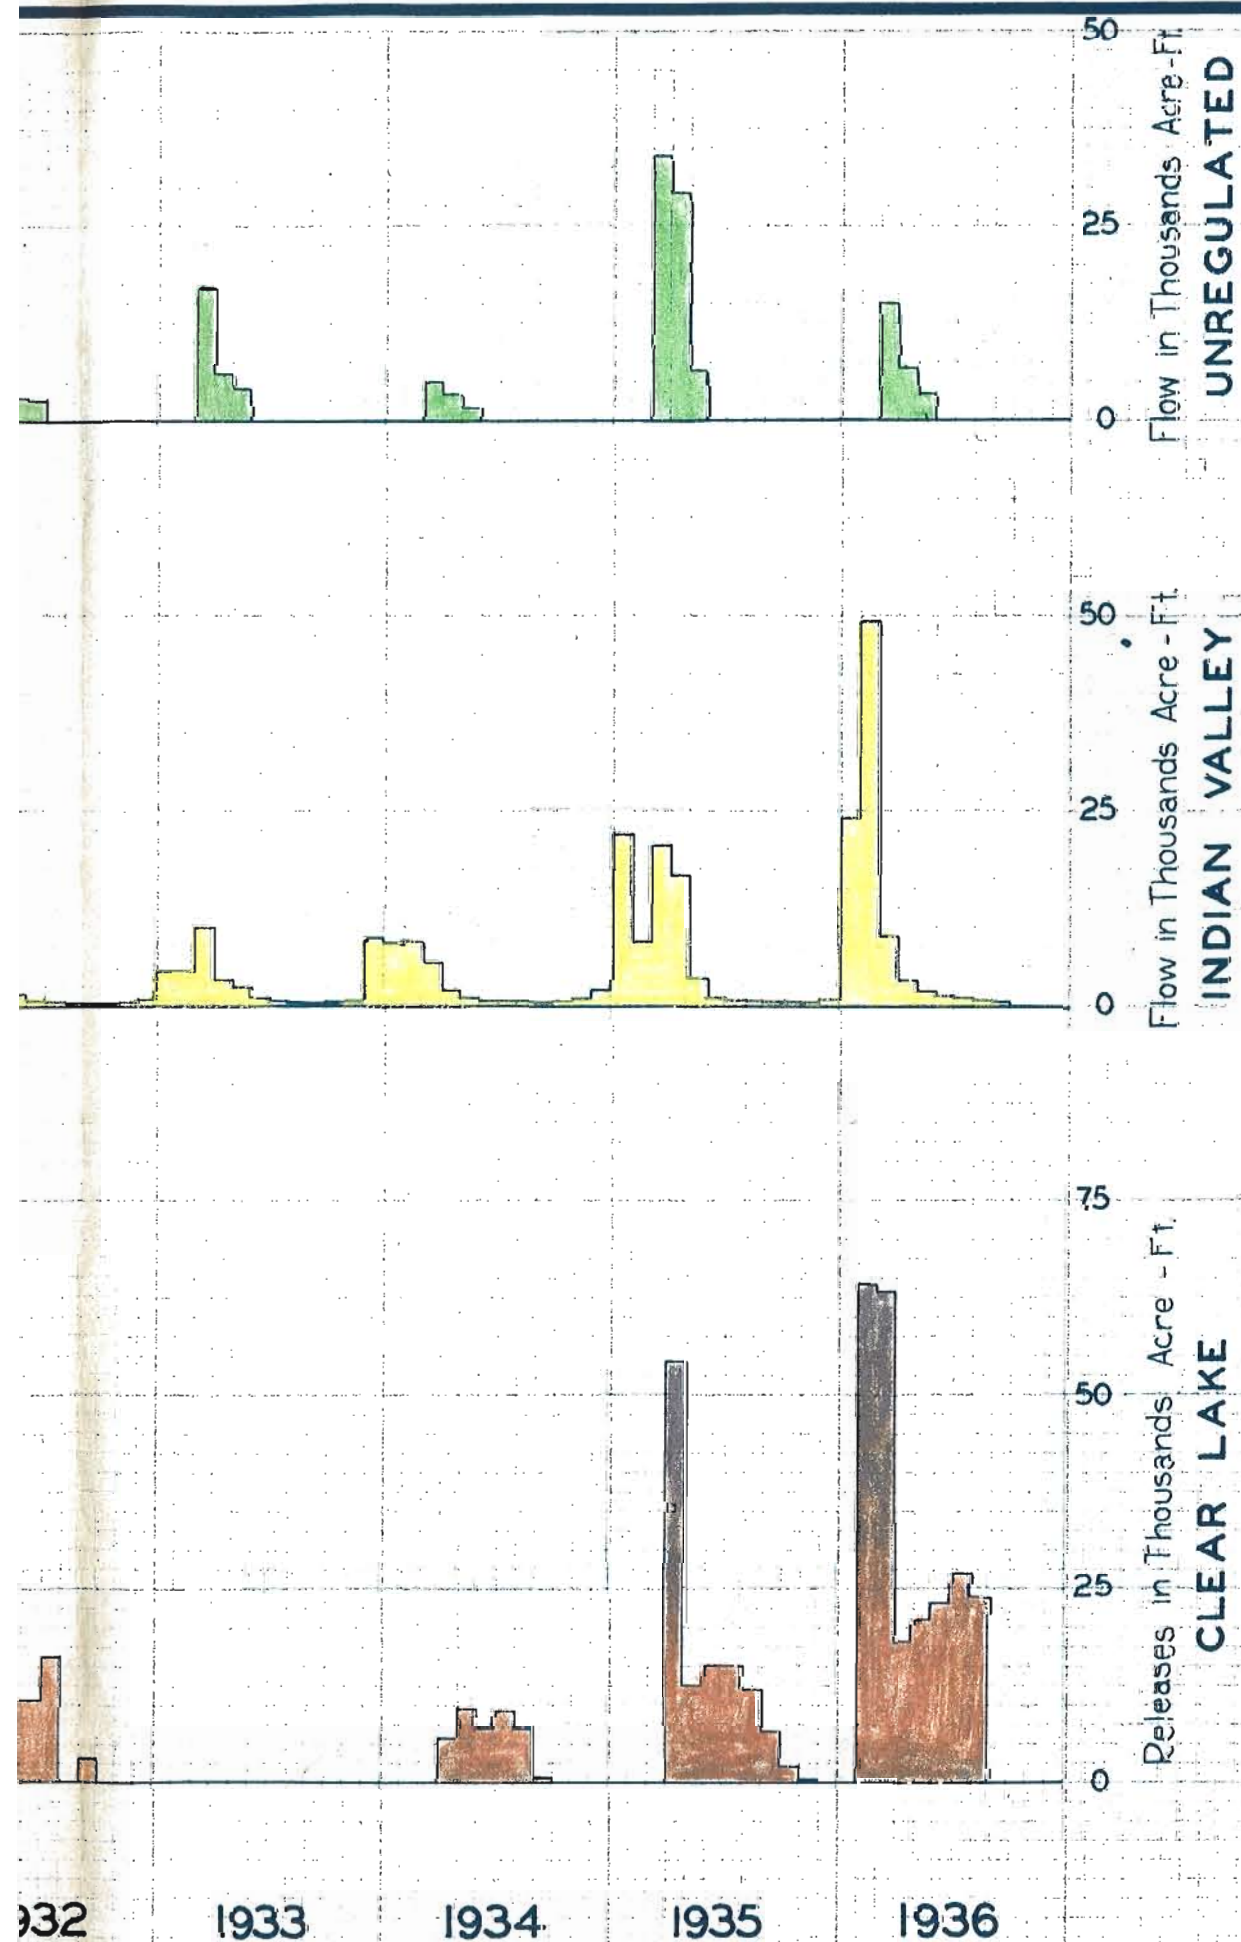 50
25
0
Flow in Thousands Acre-Ft.
UNREGULATED
50
25
0
Flow in Thousands Acre-Ft.
INDIAN VALLEY
75
50
25
0
Releases in Thousands Acre-Ft.
CLEAR LAKE
932 1933 1934 1935 1936